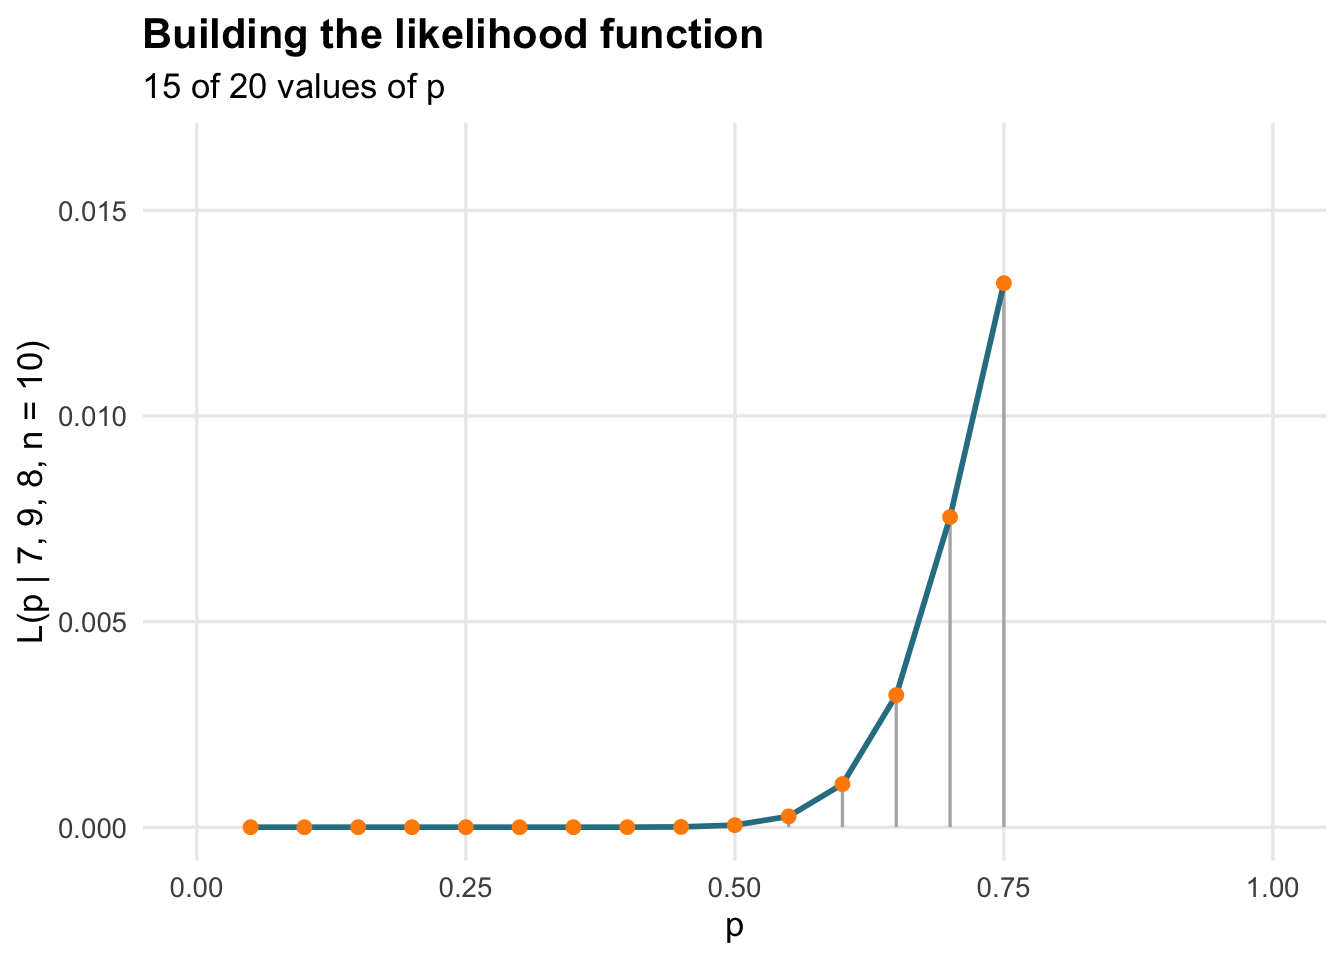 Building the likelihood function
15 of 20 values of p
L(p | 7, 9, 8, n = 10)
0.015
0.010
0.005
0.000
0.00 0.25 0.50 0.75 1.00
p